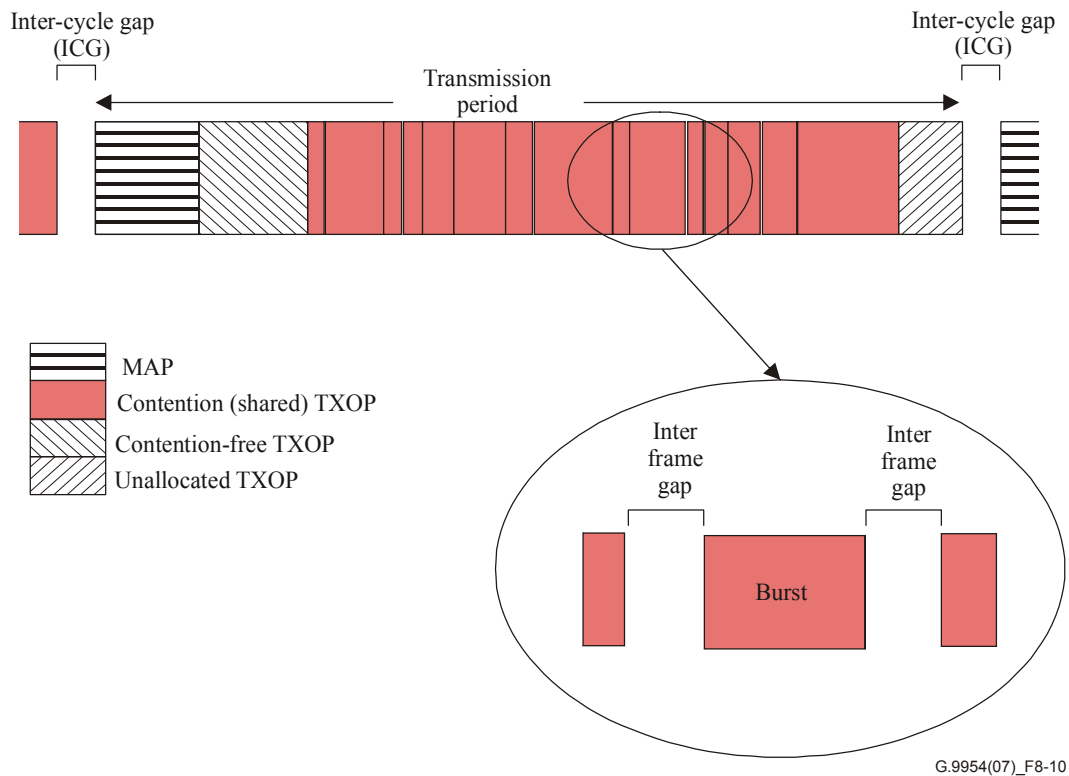 Inter-cycle gap
(ICG)
Inter-cycle gap
(ICG)
Transmission
period
MAP
Contention (shared) TXOP
Contention-free TXOP
Unallocated TXOP
Inter
frame
gap
Inter
frame
gap
Burst
G.9954(07)_F8-10